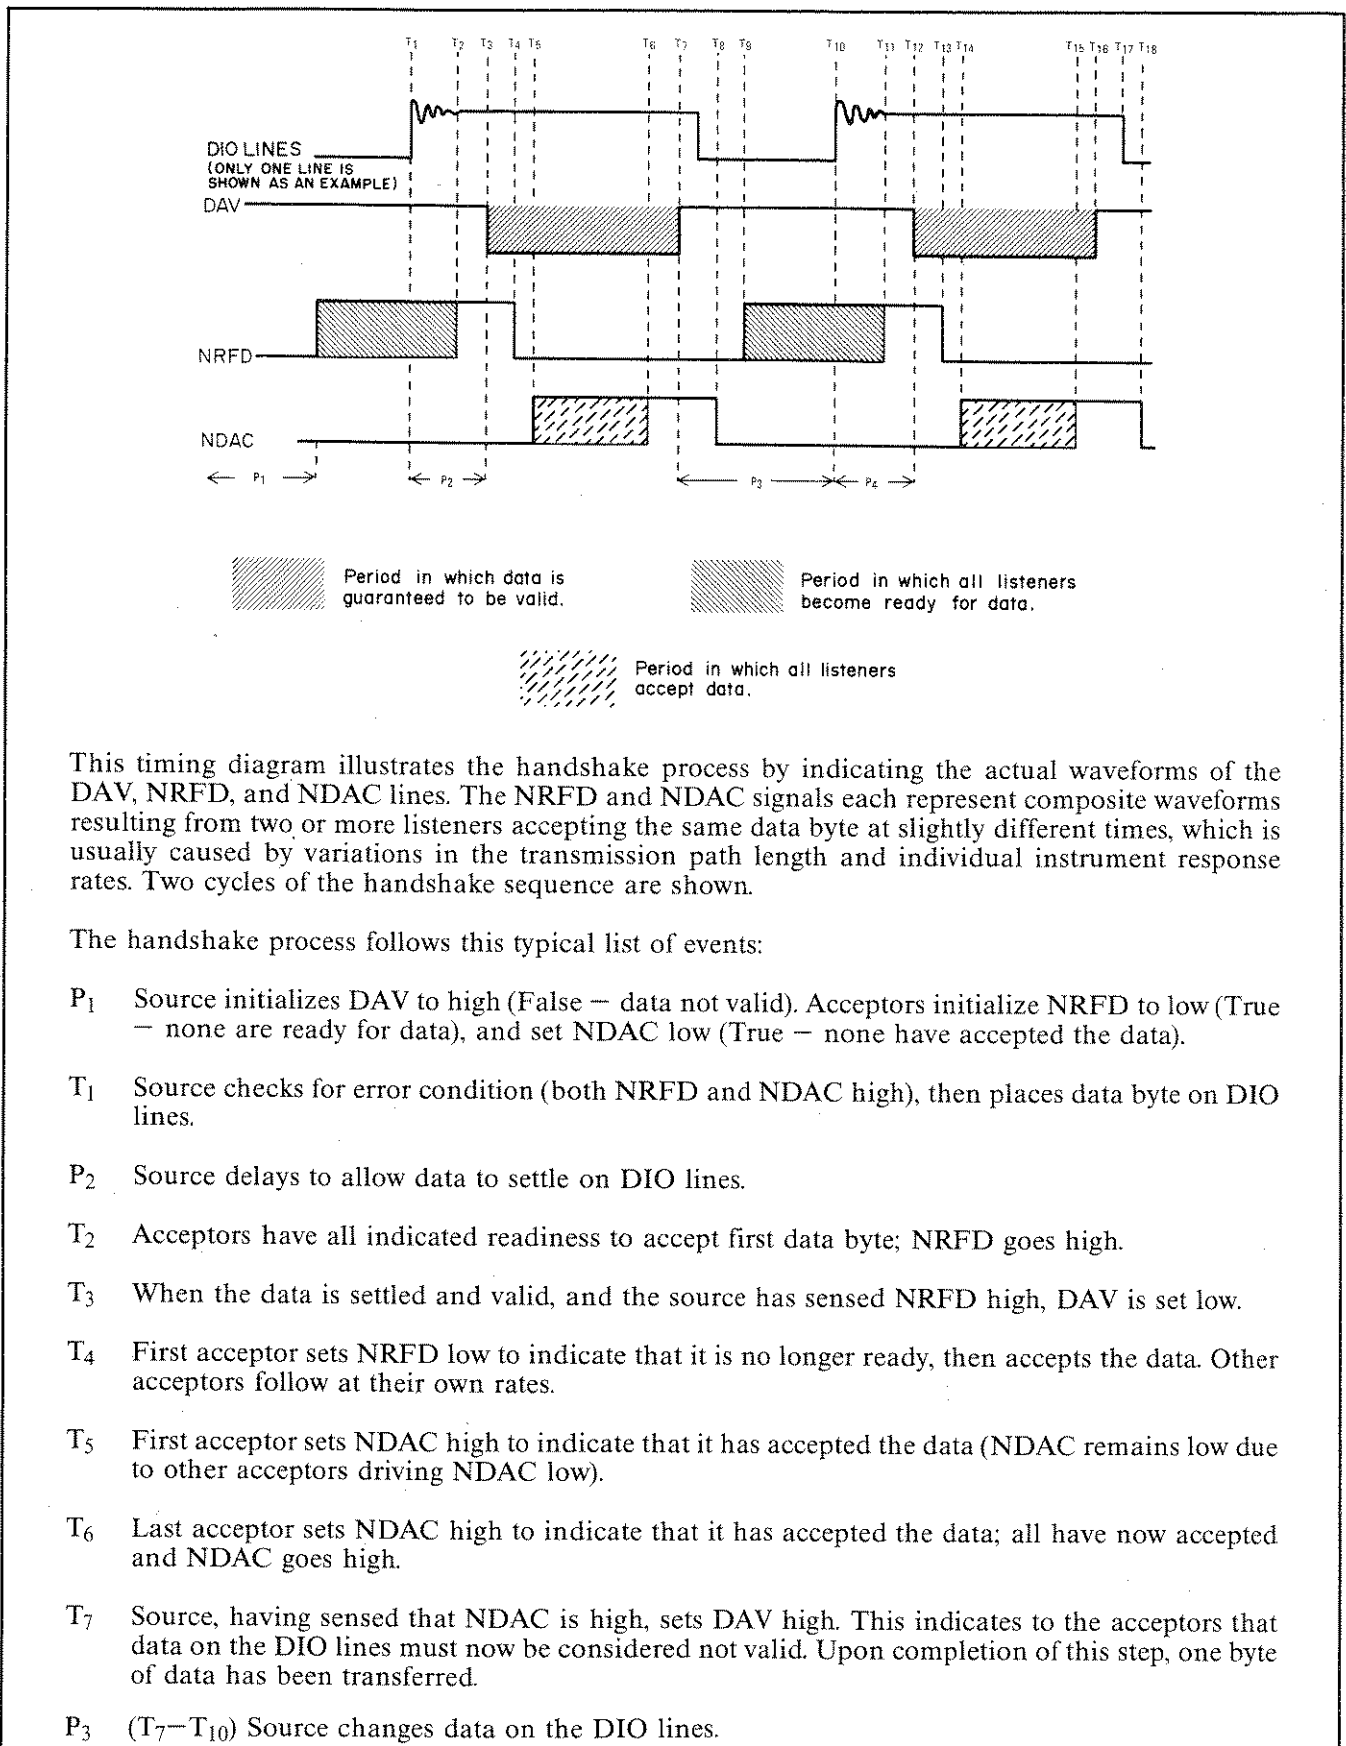 T1 T2 T3 T4 T5 T6 T7 T8 T9 T10 T11 T12 T13 T14 T15 T16 T17 T18
DIO LINES
(ONLY ONE LINE IS
SHOWN AS AN EXAMPLE)
DAV
NRFD
NDAC
P1 P2 P3 P4
Period in which data is
guaranteed to be valid.
Period in which all listeners
become ready for data.
Period in which all listeners
accept data.
This timing diagram illustrates the handshake process by indicating the actual waveforms of the
DAV, NRFD, and NDAC lines. The NRFD and NDAC signals each represent composite waveforms
resulting from two or more listeners accepting the same data byte at slightly different times, which is
usually caused by variations in the transmission path length and individual instrument response
rates. Two cycles of the handshake sequence are shown.
The handshake process follows this typical list of events:
P1 Source initializes DAV to high (False — data not valid). Acceptors initialize NRFD to low (True
— none are ready for data), and set NDAC low (True — none have accepted the data).
T1 Source checks for error condition (both NRFD and NDAC high), then places data byte on DIO
lines.
P2 Source delays to allow data to settle on DIO lines.
T2 Acceptors have all indicated readiness to accept first data byte; NRFD goes high.
T3 When the data is settled and valid, and the source has sensed NRFD high, DAV is set low.
T4 First acceptor sets NRFD low to indicate that it is no longer ready, then accepts the data. Other
acceptors follow at their own rates.
T5 First acceptor sets NDAC high to indicate that it has accepted the data (NDAC remains low due
to other acceptors driving NDAC low).
T6 Last acceptor sets NDAC high to indicate that it has accepted the data; all have now accepted
and NDAC goes high.
T7 Source, having sensed that NDAC is high, sets DAV high. This indicates to the acceptors that
data on the DIO lines must now be considered not valid. Upon completion of this step, one byte
of data has been transferred.
P3 (T7—T10) Source changes data on the DIO lines.